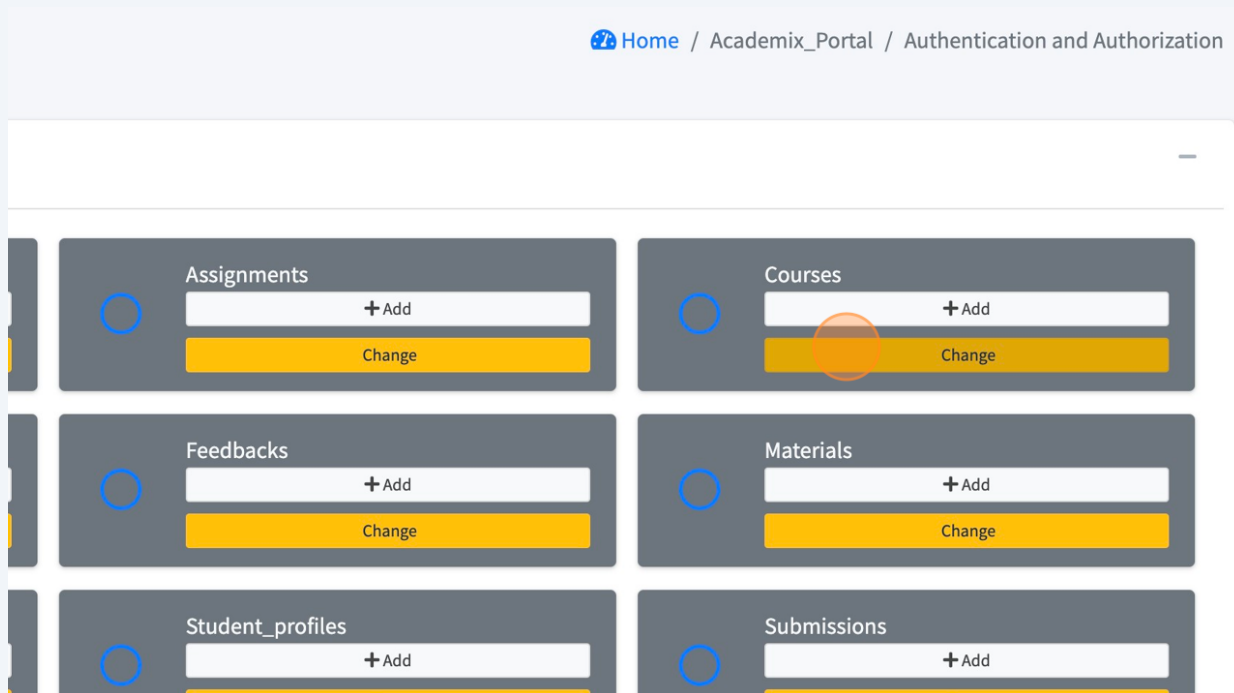 Home / Academix_Portal / Authentication and Authorization
Assignments
Add
Change
Courses
Add
Change
Feedbacks
Add
Change
Materials
Add
Change
Student_profiles
Add
Submissions
Add